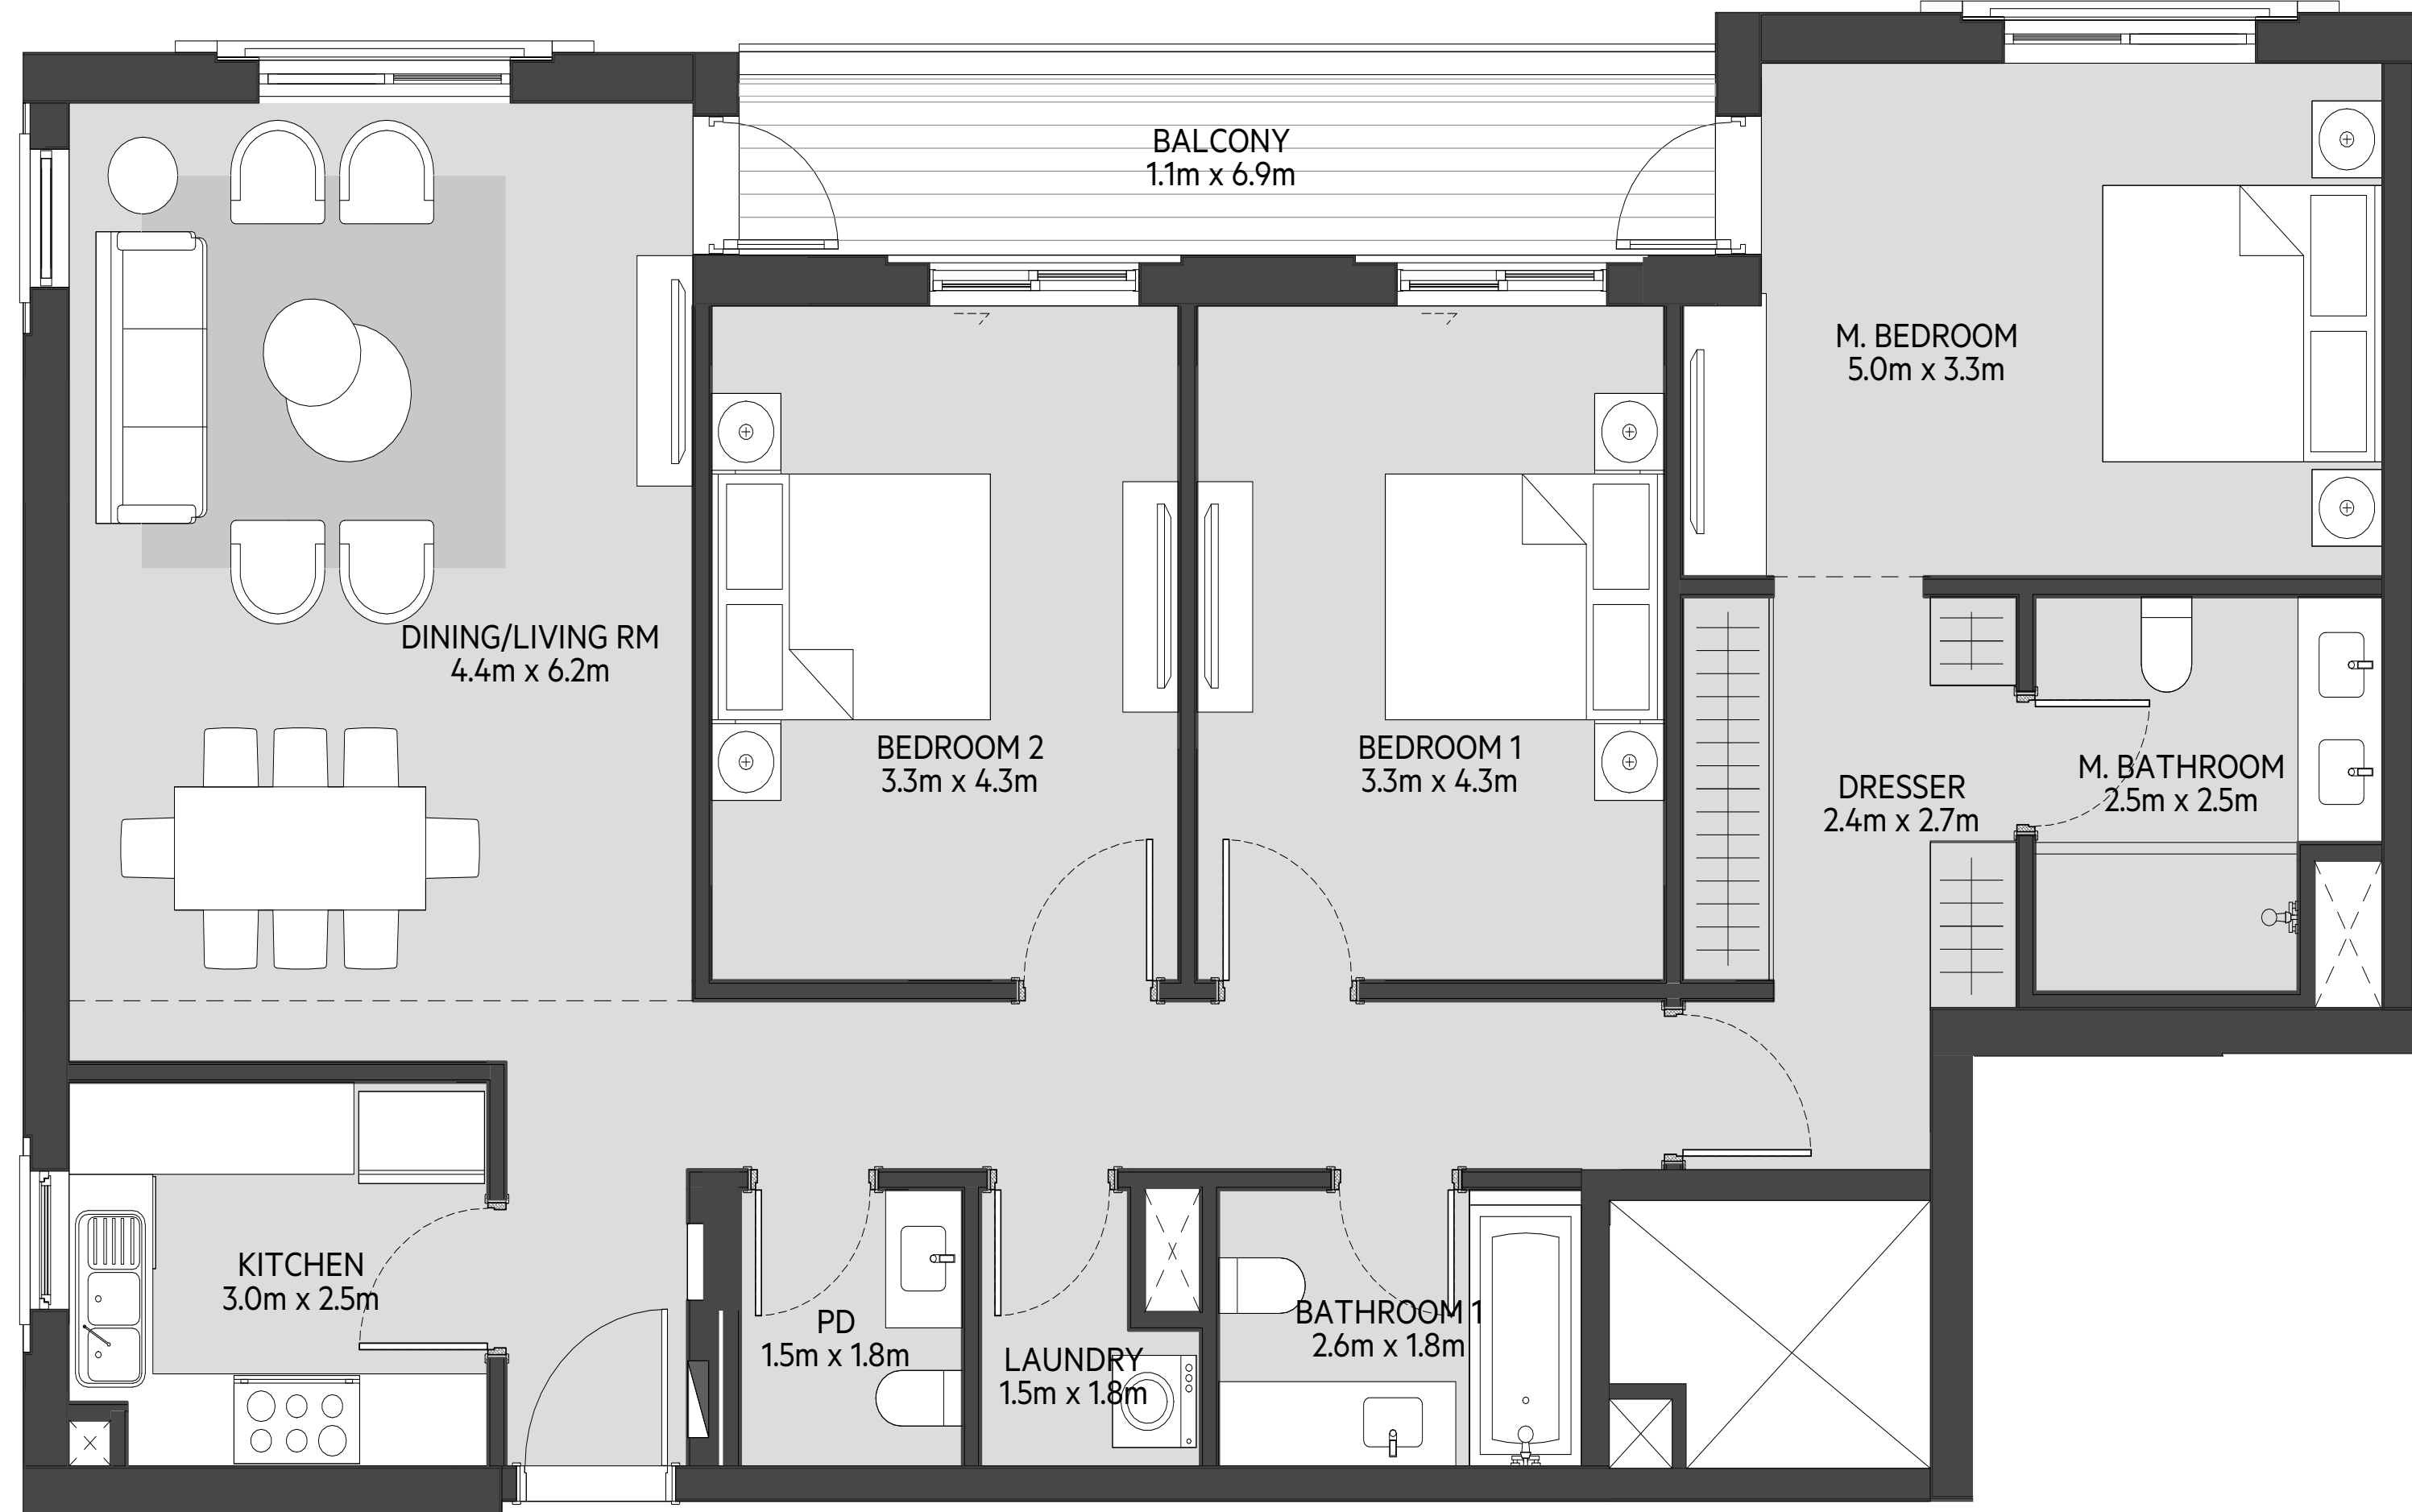 BALCONY
1.1m x 6.9m
M. BEDROOM
5.0m x 3.3m
DINING/LIVING RM
4.4m x 6.2m
BEDROOM 2
3.3m x 4.3m
BEDROOM 1
3.3m x 4.3m
DRESSER
2.4m x 2.7m
M. BATHROOM
2.5m x 2.5m
KITCHEN
3.0m x 2.5m
PD
1.5m x 1.8m
LAUNDRY
1.5m x 1.8m
BATHROOM 1
2.6m x 1.8m